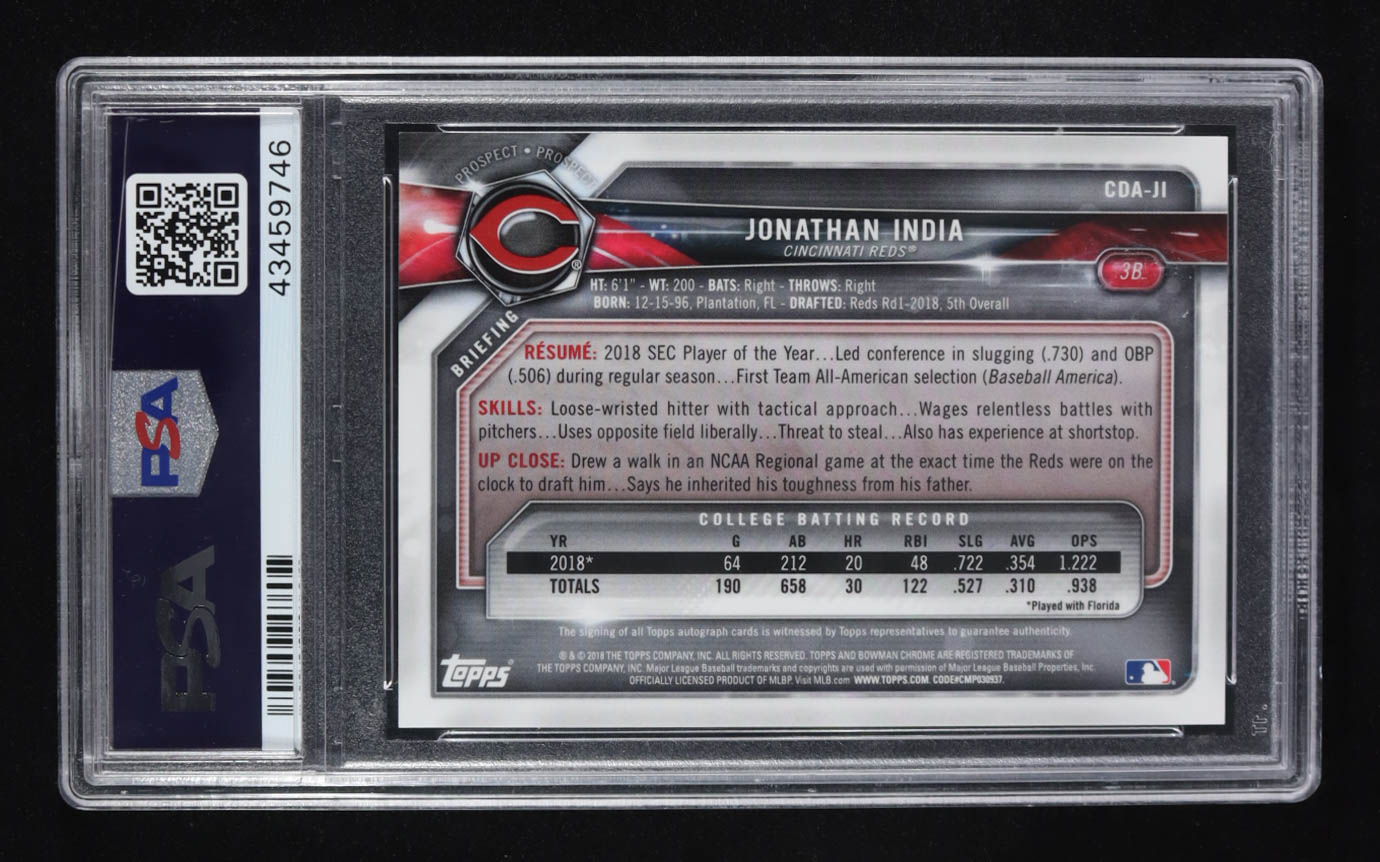 43459746
PSA
PSA
PROSPECT • PROSPECT
CDA-JI
JONATHAN INDIA
CINCINNATI REDS®
3B
HT: 6'1" - WT: 200 - BATS: Right - THROWS: Right
BORN: 12-15-96, Plantation, FL - DRAFTED: Reds Rd1-2018, 5th Overall
BRIEFING
RÉSUMÉ: 2018 SEC Player of the Year...Led conference in slugging (.730) and OBP
(.506) during regular season...First Team All-American selection (Baseball America).
SKILLS: Loose-wristed hitter with tactical approach...Wages relentless battles with
pitchers...Uses opposite field liberally...Threat to steal...Also has experience at shortstop.
UP CLOSE: Drew a walk in an NCAA Regional game at the exact time the Reds were on the
clock to draft him...Says he inherited his toughness from his father.
COLLEGE BATTING RECORD
YR G AB HR RBI SLG AVG OPS
2018* 64 212 20 48 .722 .354 1.222
TOTALS 190 658 30 122 .527 .310 .938
*Played with Florida
The signing of all Topps autograph cards is witnessed by Topps representatives to guarantee authenticity.
® & © 2018 THE TOPPS COMPANY, INC. ALL RIGHTS RESERVED. TOPPS AND BOWMAN CHROME ARE REGISTERED TRADEMARKS OF
THE TOPPS COMPANY, INC. Major League Baseball trademarks and copyrights are used with permission of Major League Baseball Properties, Inc.
OFFICIALLY LICENSED PRODUCT OF MLBP. Visit MLB.com WWW.TOPPS.COM. CODE#CMP030937.
Topps®